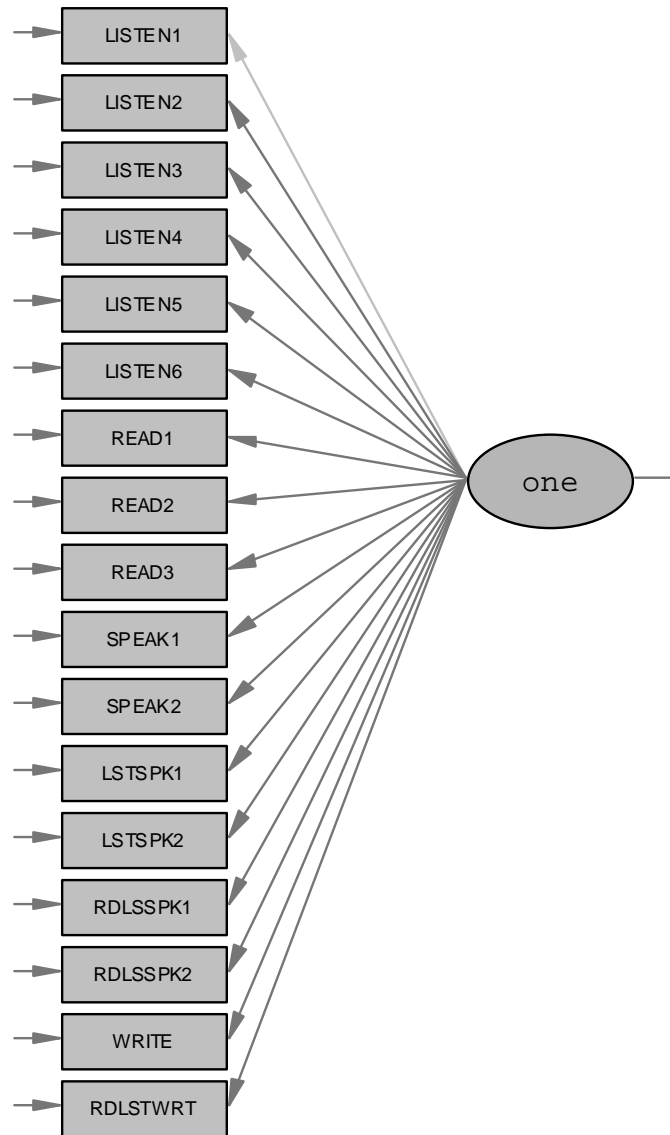 LISTEN1
LISTEN2
LISTEN3
LISTEN4
LISTEN5
LISTEN6
READ1
one
READ2
READ3
SPEAK1
SPEAK2
LSTSPK1
LSTSPK2
RDLSSPK1
RDLSSPK2
WRITE
RDLSTWRT